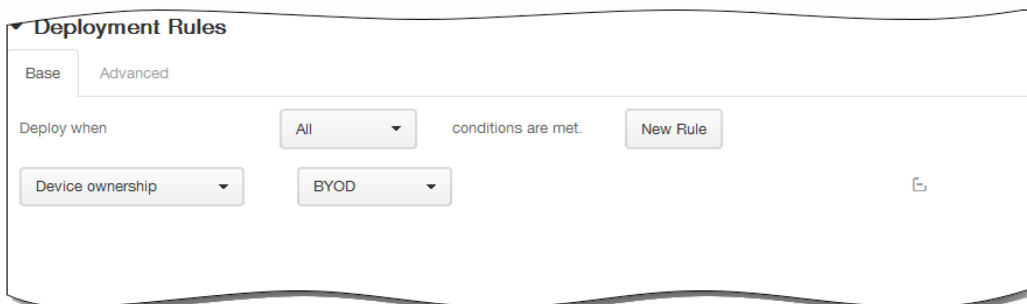 Deployment Rules
Base Advanced
Deploy when All conditions are met. New Rule
Device ownership BYOD